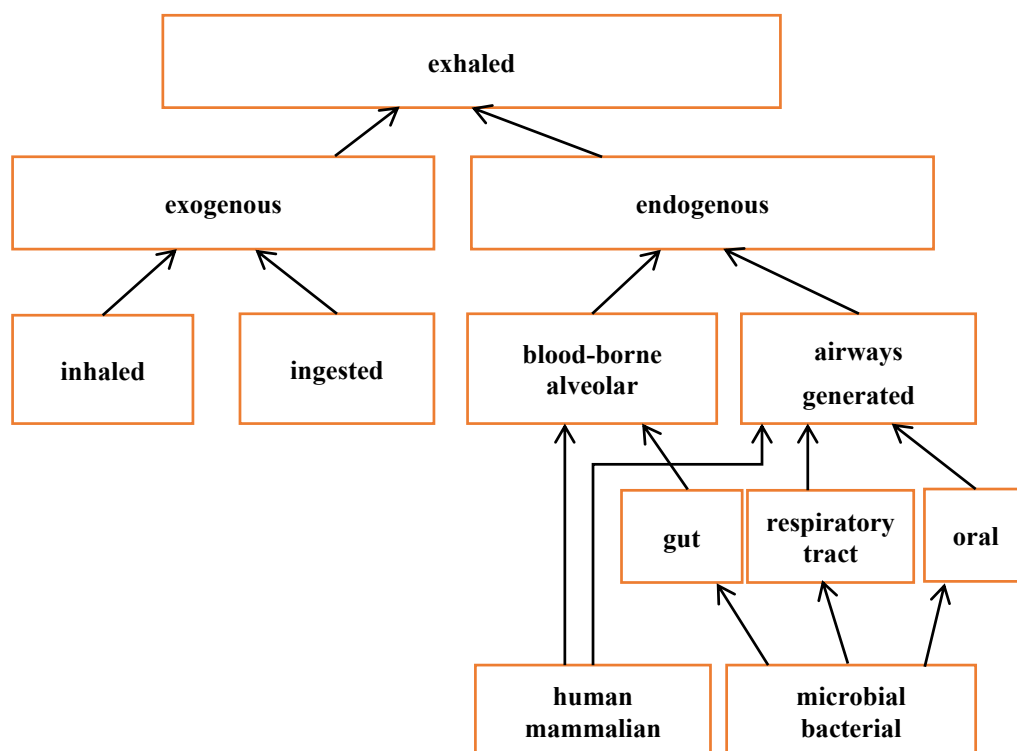 exhaled
exogenous
endogenous
inhaled
ingested
blood-borne
alveolar
airways
generated
gut
respiratory
tract
oral
human
mammalian
microbial
bacterial